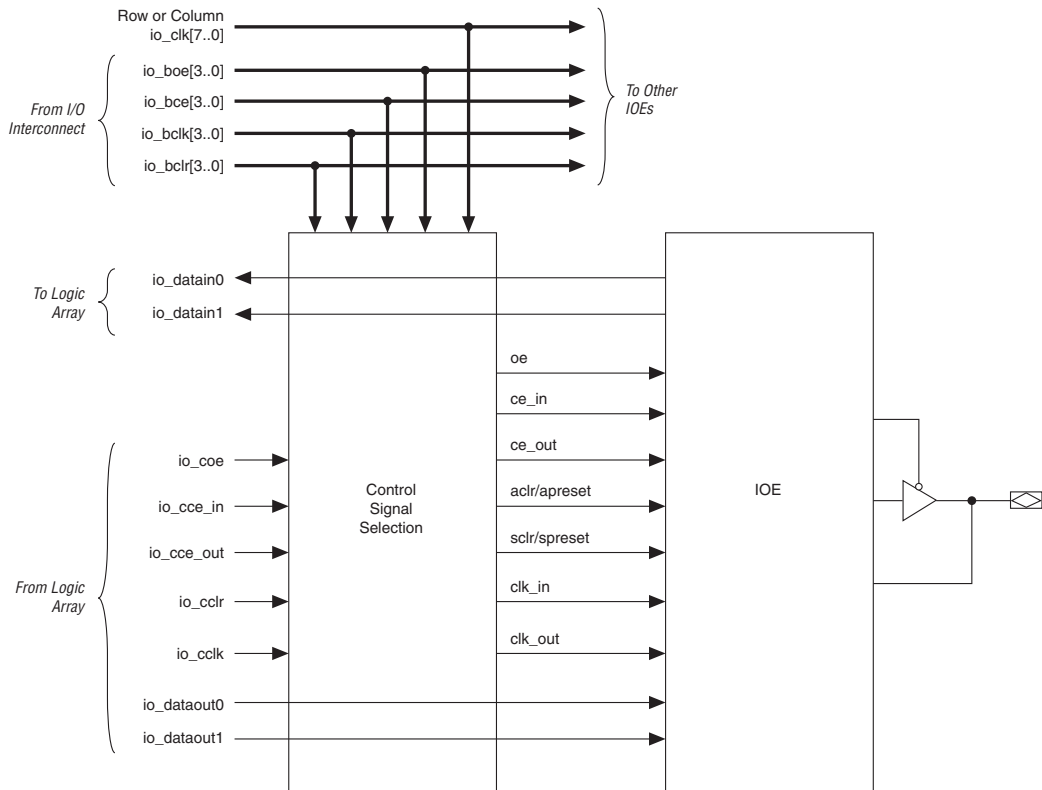 Row or Column
io_clk[7..0]
io_boe[3..0]
From I/O
Interconnect
io_bce[3..0]
io_bclk[3..0]
io_bclr[3..0]
To Other
IOEs
To Logic
Array
io_datain0
io_datain1
oe
ce_in
ce_out
aclr/apreset
sclr/spreset
clk_in
clk_out
From Logic
Array
io_coe
io_cce_in
io_cce_out
io_cclr
io_cclk
io_dataout0
io_dataout1
Control
Signal
Selection
IOE